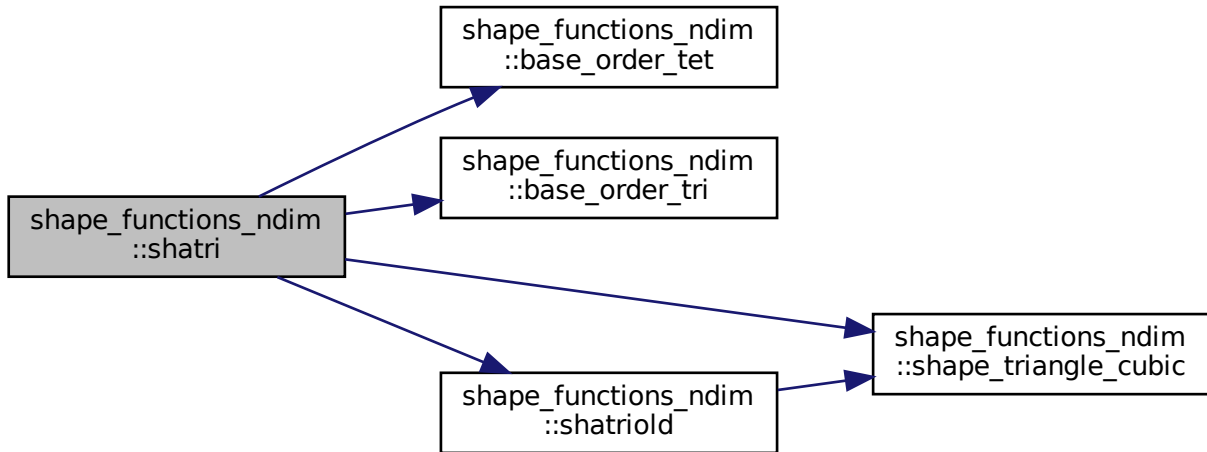 shape_functions_ndim
::base_order_tet
shape_functions_ndim
::base_order_tri
shape_functions_ndim
::shatri
shape_functions_ndim
::shape_triangle_cubic
shape_functions_ndim
::shatriold